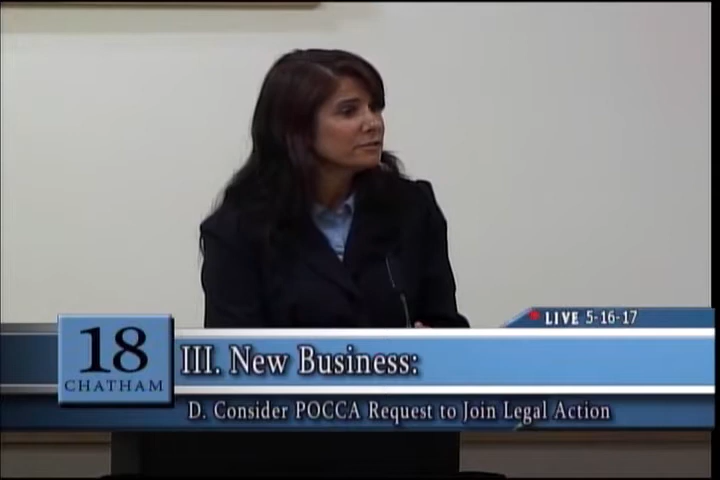 LIVE 5-16-17
18
CHATHAM
III. New Business:
D. Consider POCCA Request to Join Legal Action